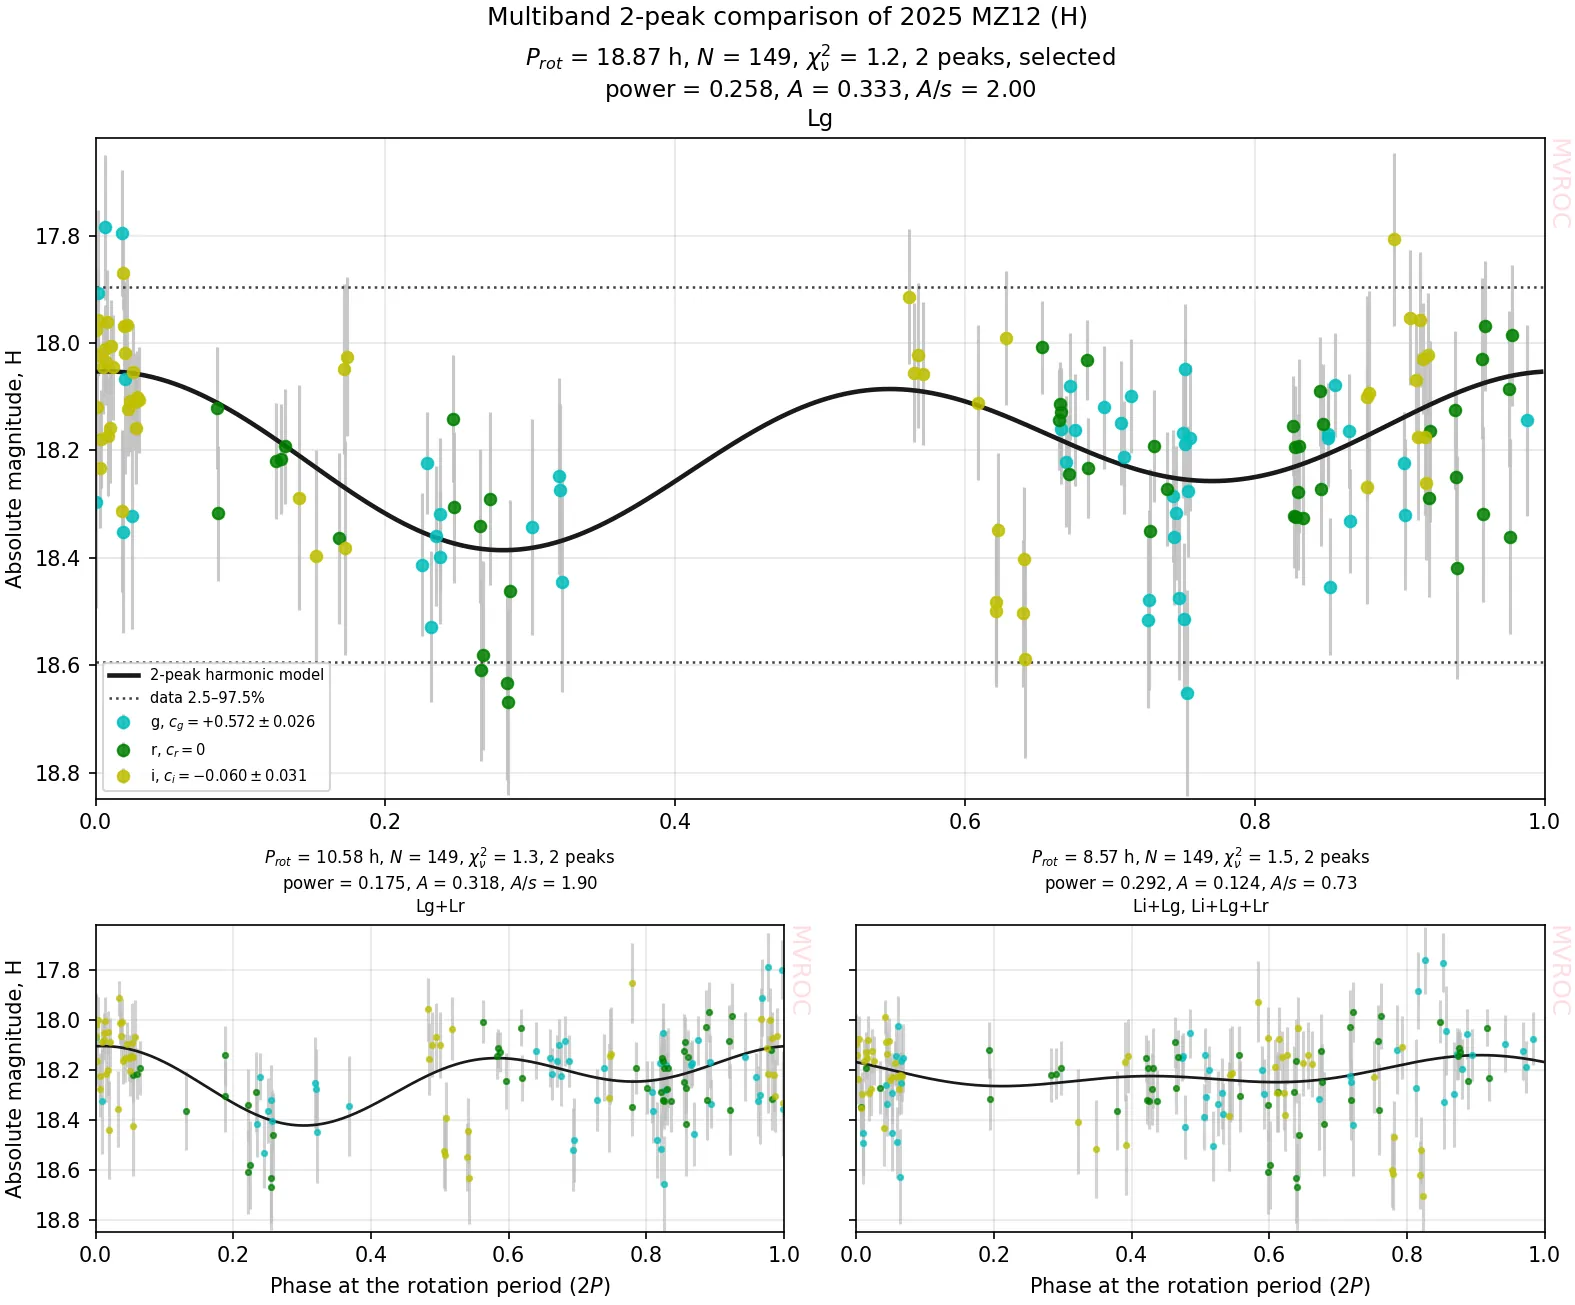 Multiband 2-peak comparison of 2025 MZ12 (H)
P_rot = 18.87 h, N = 149, χ²_ν = 1.2, 2 peaks, selected
power = 0.258, A = 0.333, A/s = 2.00
Lg
MVROC
17.8
18.0
18.2
18.4
18.6
18.8
Absolute magnitude, H
2-peak harmonic model
data 2.5–97.5%
g, c_g = +0.572 ± 0.026
r, c_r = 0
i, c_i = −0.060 ± 0.031
0.0 0.2 0.4 0.6 0.8 1.0
P_rot = 10.58 h, N = 149, χ²_ν = 1.3, 2 peaks
power = 0.175, A = 0.318, A/s = 1.90
Lg+Lr
MVROC
17.8
18.0
18.2
18.4
18.6
18.8
Absolute magnitude, H
0.0 0.2 0.4 0.6 0.8 1.0
Phase at the rotation period (2P)
P_rot = 8.57 h, N = 149, χ²_ν = 1.5, 2 peaks
power = 0.292, A = 0.124, A/s = 0.73
Li+Lg, Li+Lg+Lr
MVROC
0.0 0.2 0.4 0.6 0.8 1.0
Phase at the rotation period (2P)